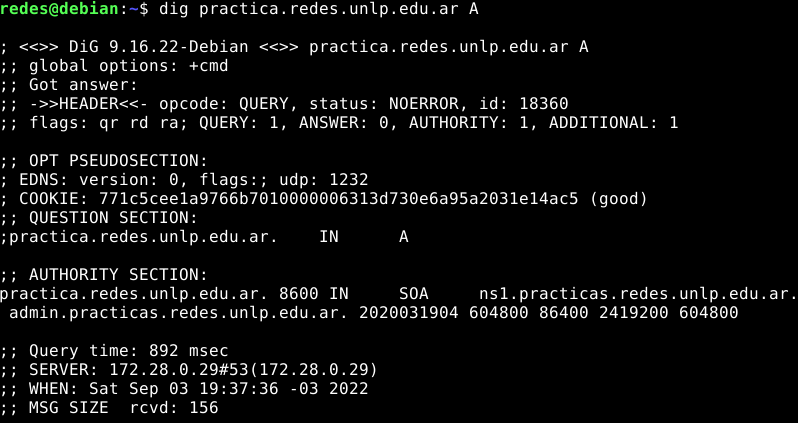 redes@debian:~$ dig practica.redes.unlp.edu.ar A
; <<>> DiG 9.16.22-Debian <<>> practica.redes.unlp.edu.ar A
;; global options: +cmd
;; Got answer:
;; ->>HEADER<<- opcode: QUERY, status: NOERROR, id: 18360
;; flags: qr rd ra; QUERY: 1, ANSWER: 0, AUTHORITY: 1, ADDITIONAL: 1
;; OPT PSEUDOSECTION:
; EDNS: version: 0, flags:; udp: 1232
; COOKIE: 771c5cee1a9766b7010000006313d730e6a95a2031e14ac5 (good)
;; QUESTION SECTION:
;practica.redes.unlp.edu.ar. IN A
;; AUTHORITY SECTION:
practica.redes.unlp.edu.ar. 8600 IN SOA ns1.practicas.redes.unlp.edu.ar.
admin.practicas.redes.unlp.edu.ar. 2020031904 604800 86400 2419200 604800
;; Query time: 892 msec
;; SERVER: 172.28.0.29#53(172.28.0.29)
;; WHEN: Sat Sep 03 19:37:36 -03 2022
;; MSG SIZE rcvd: 156